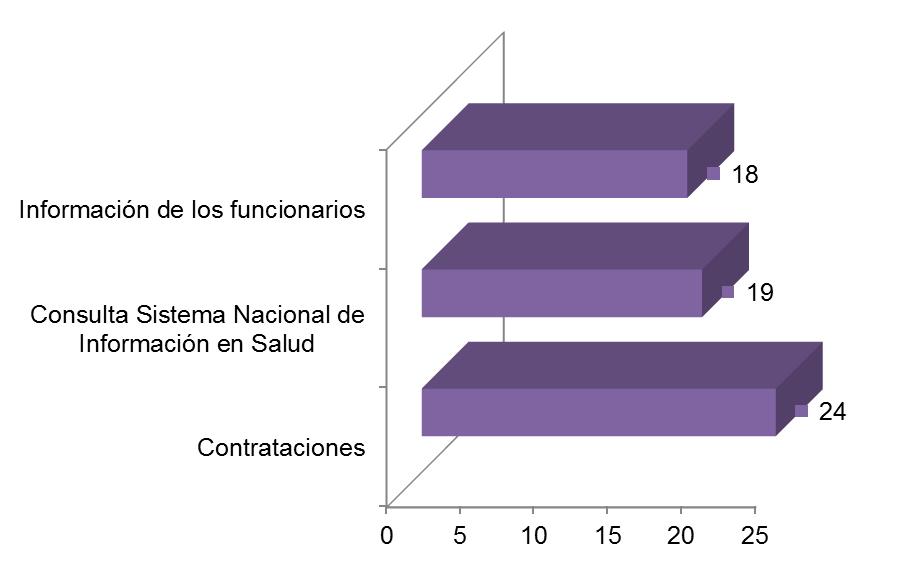 18
Información de los funcionarios
19
Consulta Sistema Nacional de
Información en Salud
24
Contrataciones
0 5 10 15 20 25